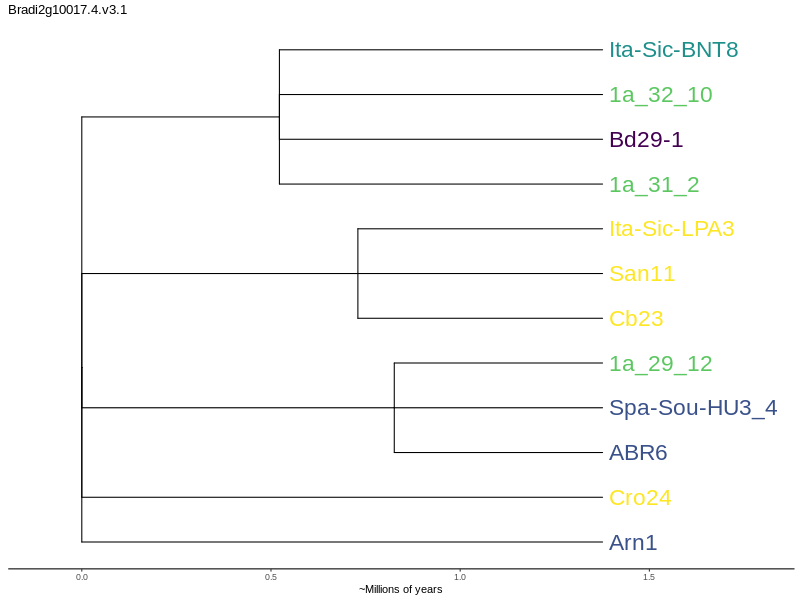 Bradi2g10017.4.v3.1
Ita-Sic-BNT8
1a_32_10
Bd29-1
1a_31_2
Ita-Sic-LPA3
San11
Cb23
1a_29_12
Spa-Sou-HU3_4
ABR6
Cro24
Arn1
0.0 0.5 1.0 1.5
~Millions of years